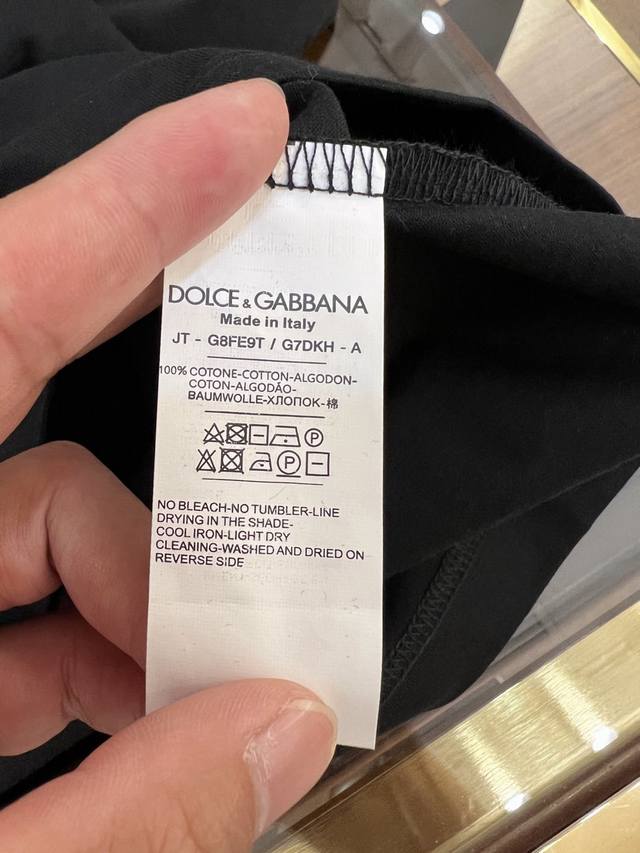 DOLCE & GABBANA
Made in Italy
JT - G8FE9T / G7DKH - A
100% COTONE-COTTON-ALGODON-
COTON-ALGODÃO-
BAUMWOLLE-ХЛОПОК-棉
P
P
NO BLEACH-NO TUMBLER-LINE
DRYING IN THE SHADE-
COOL IRON-LIGHT DRY
CLEANING-WASHED AND DRIED ON
REVERSE SIDE